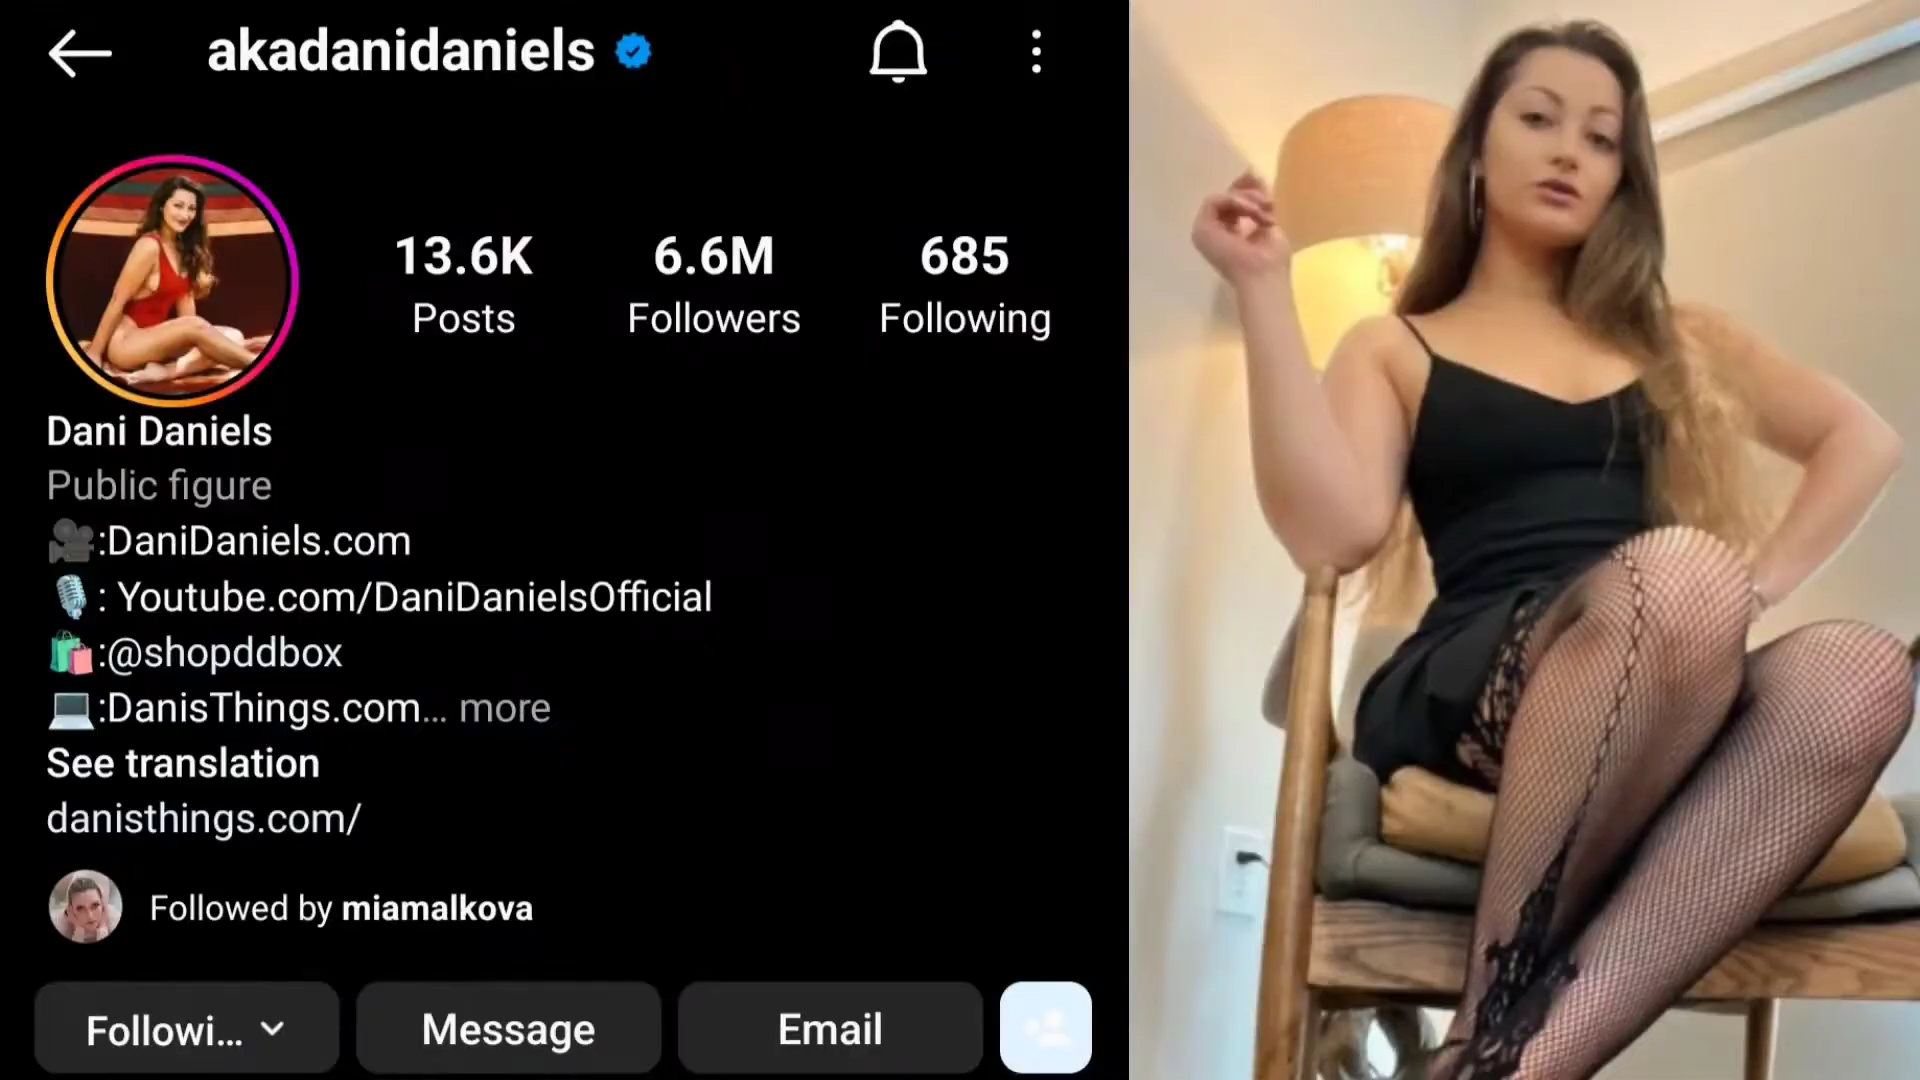 akadanidaniels
13.6K
Posts
6.6M
Followers
685
Following
Dani Daniels
Public figure
🎥:DaniDaniels.com
🎙️: Youtube.com/DaniDanielsOfficial
🛍️:@shopddbox
💻:DanisThings.com... more
See translation
danisthings.com/
Followed by miamalkova
Followi...
Message
Email